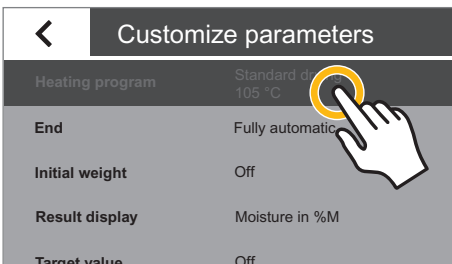 Customize parameters
Heating program Standard drying
105 °C
End Fully automatic
Initial weight Off
Result display Moisture in %M
Target value Off